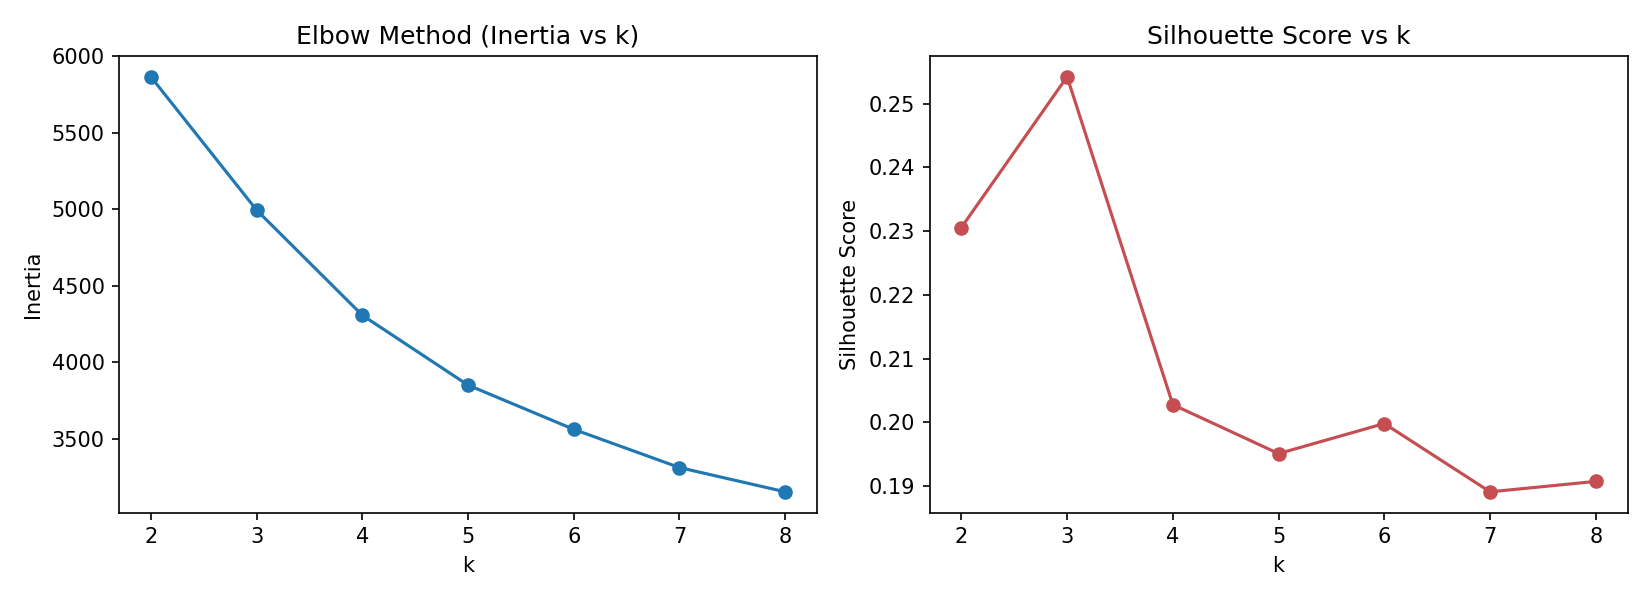 Elbow Method (Inertia vs k)
6000
5500
5000
4500
4000
3500
Inertia
2 3 4 5 6 7 8
k
Silhouette Score vs k
0.25
0.24
0.23
0.22
0.21
0.20
0.19
Silhouette Score
2 3 4 5 6 7 8
k